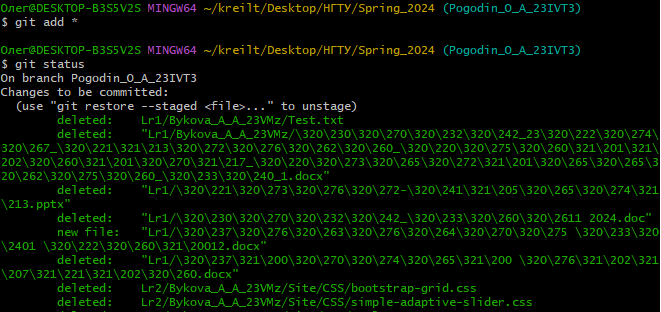 Олег@DESKTOP-B3S5V2S MINGW64 ~/kreilt/Desktop/НГТУ/Spring_2024 (Pogodin_O_A_23IVT3)
$ git add *
Олег@DESKTOP-B3S5V2S MINGW64 ~/kreilt/Desktop/НГТУ/Spring_2024 (Pogodin_O_A_23IVT3)
$ git status
On branch Pogodin_O_A_23IVT3
Changes to be committed:
(use "git restore --staged <file>..." to unstage)
deleted: Lr1/Bykova_A_A_23VMz/Test.txt
deleted: "Lr1/Bykova_A_A_23VMz/\320\230\320\270\320\232\320\242_23\320\222\320\274\
320\267_\320\221\321\213\320\272\320\276\320\262\320\260_\320\220\320\275\320\260\321\201\321\
202\320\260\321\201\320\270\321\217_\320\220\320\273\320\265\320\272\321\201\320\265\320\265\3
20\262\320\275\320\260_\320\233\320\240_1.docx"
deleted: "Lr1/\320\221\320\273\320\276\320\272-\320\241\321\205\320\265\320\274\321
\213.pptx"
deleted: "Lr1/\320\230\320\270\320\232\320\242_\320\233\320\260\320\2611 2024.doc"
new file: "Lr1/\320\237\320\276\320\263\320\276\320\264\320\270\320\275 \320\233\320
\2401 \320\222\320\260\321\20012.docx"
deleted: "Lr1/\320\237\321\200\320\270\320\274\320\265\321\200 \320\276\321\202\321
\207\321\221\321\202\320\260.docx"
deleted: Lr2/Bykova_A_A_23VMz/Site/CSS/bootstrap-grid.css
deleted: Lr2/Bykova_A_A_23VMz/Site/CSS/simple-adaptive-slider.css